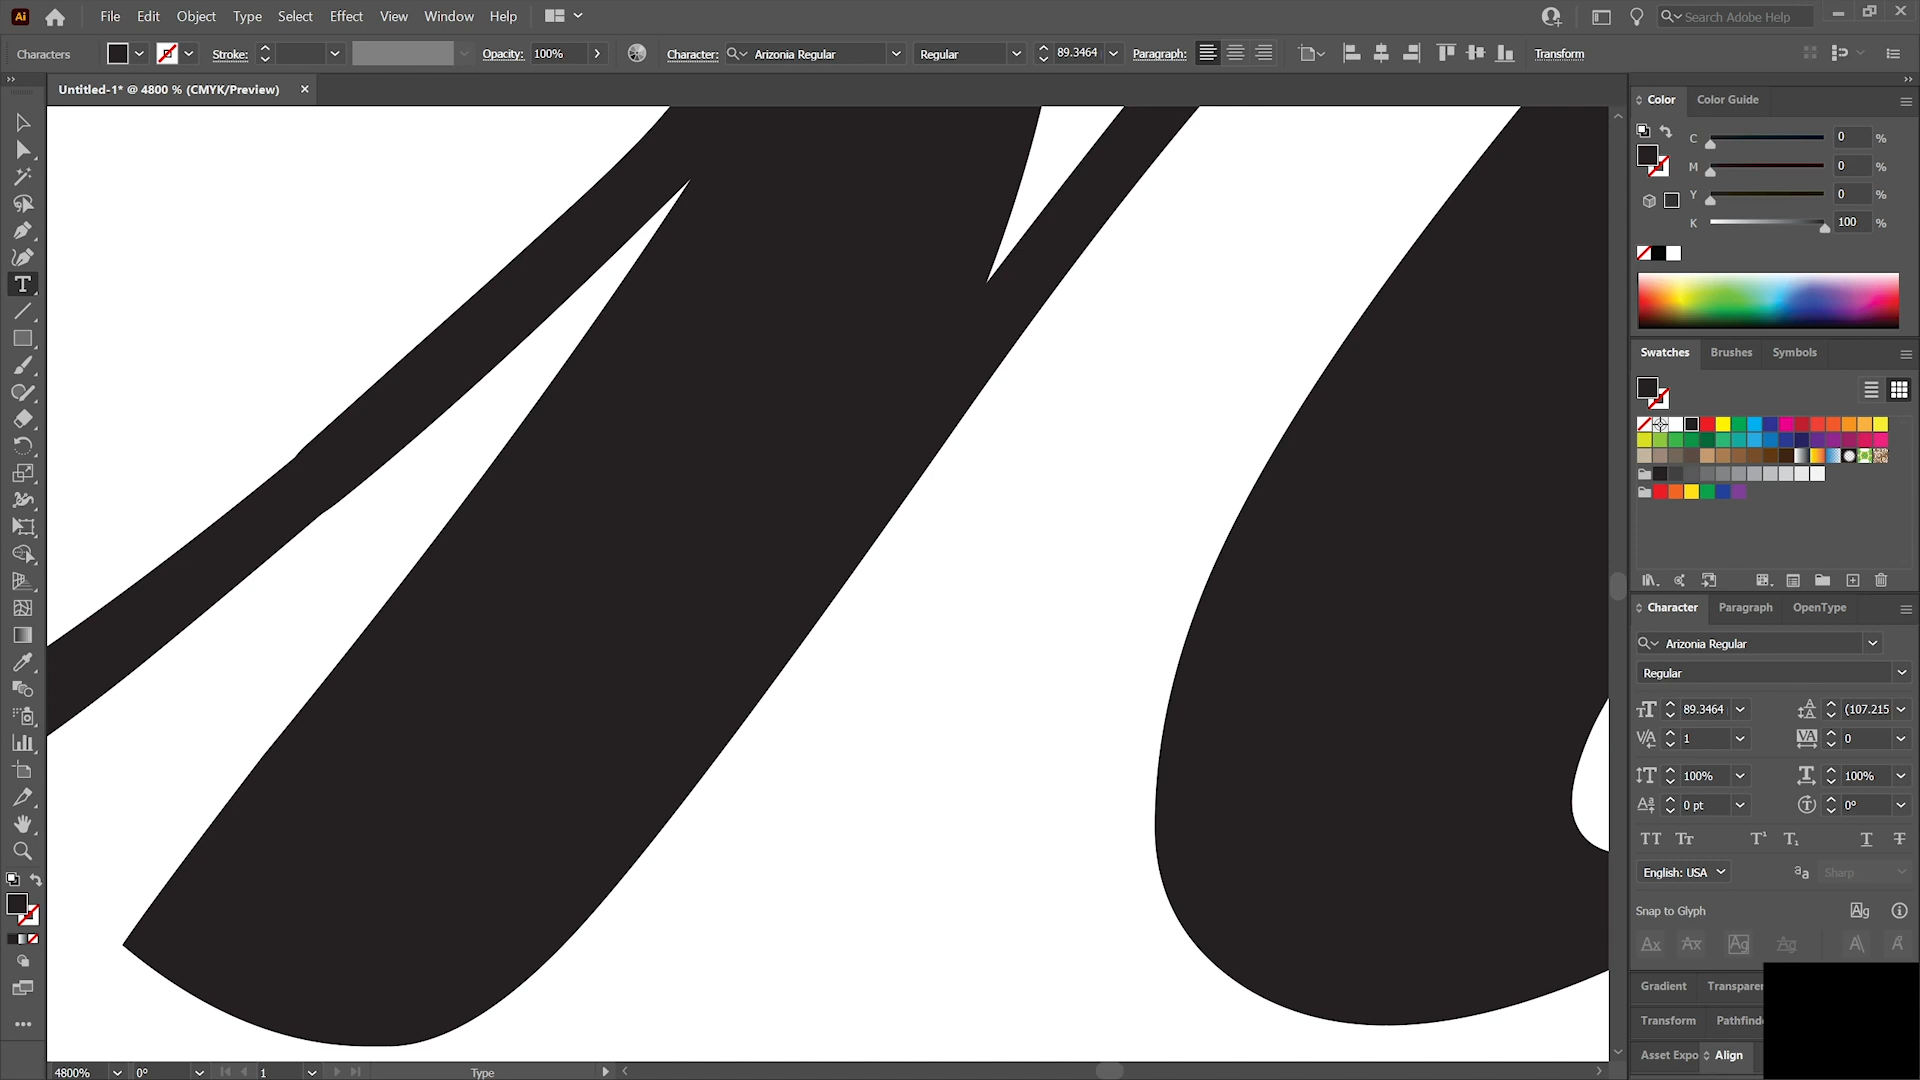 Ai File Edit Object Type Select Effect View Window Help Search Adobe Help
Characters Stroke: Opacity: 100% Character: Arizonia Regular Regular 89.3464 Paragraph: Transform
Untitled-1* @ 4800 % (CMYK/Preview) ×
Color Color Guide
C 0 %
M 0 %
Y 0 %
K 100 %
Swatches Brushes Symbols
Character Paragraph OpenType
Arizonia Regular
Regular
89.3464 (107.215
1 0
100% 100%
0 pt 0°
English: USA Sharp
Snap to Glyph
Gradient Transparen
Transform Pathfind
Asset Expo Align
4800% 0° 1 Type